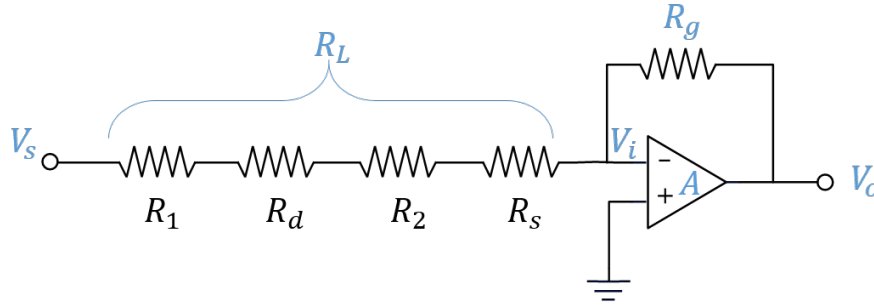 R_g
R_L
V_s
V_i
− A
+
V_o
R_1 R_d R_2 R_s